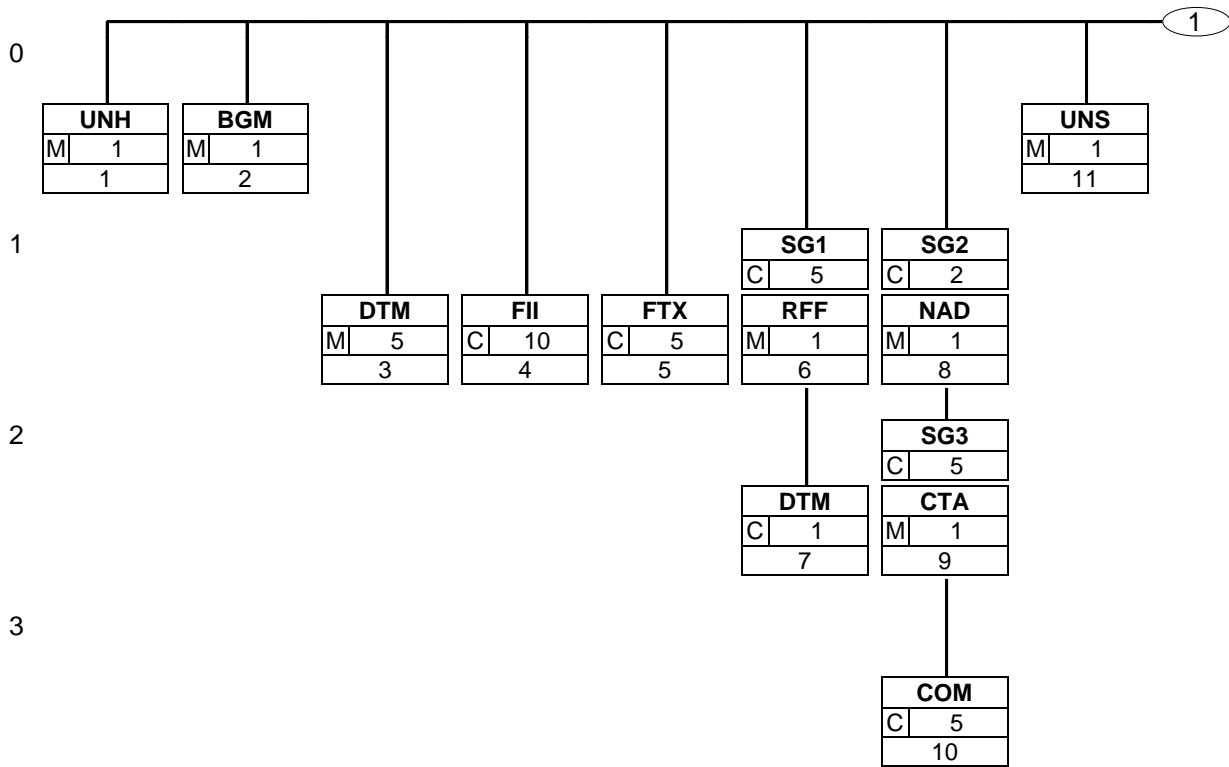 1
0
UNH BGM UNS
M 1 M 1 M 1
1 2 11
1
SG1 SG2
C 5 C 2
DTM FII FTX RFF NAD
M 5 C 10 C 5 M 1 M 1
3 4 5 6 8
2
SG3
C 5
DTM CTA
C 1 M 1
7 9
3
COM
C 5
10